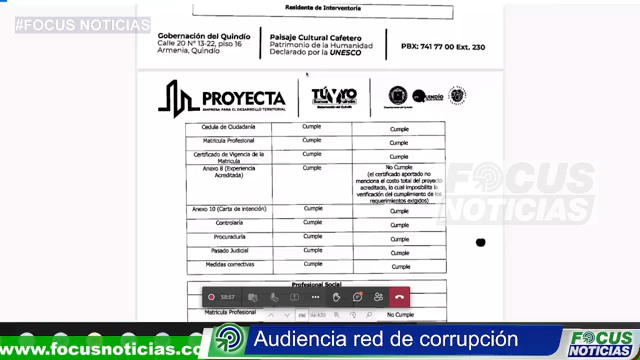 #FOCUS NOTICIAS
Residente de Interventoría
Gobernación del Quindío
Calle 20 Nº 13-22, piso 16
Armenia, Quindío
Paisaje Cultural Cafetero
Patrimonio de la Humanidad
Declarado por la UNESCO
PBX: 741 77 00 Ext. 230
PROYECTA
EMPRESA PARA EL DESARROLLO TERRITORIAL
TÚ Y YO
Cedula de Ciudadanía Cumple Cumple
Matricula Profesional Cumple Cumple
Certificado de Vigencia de la Matricula Cumple Cumple
Anexo 8 (Experiencia Acreditada) Cumple No Cumple
(el certificado aportado no
menciona el costo total del proyecto
acreditado, lo cual imposibilita la
verificación del cumplimiento de los
requerimientos exigidos)
Anexo 10 (Carta de intención) Cumple Cumple
Contraloría Cumple Cumple
Procuraduría Cumple Cumple
Pasado Judicial Cumple Cumple
Medidas correctivas Cumple Cumple
Profesional Social
Matricula Profesional No Cumple
58:57
FOCUS
NOTICIAS
www.focusnoticias.co
Audiencia red de corrupción
FOCUS
NOTICIAS